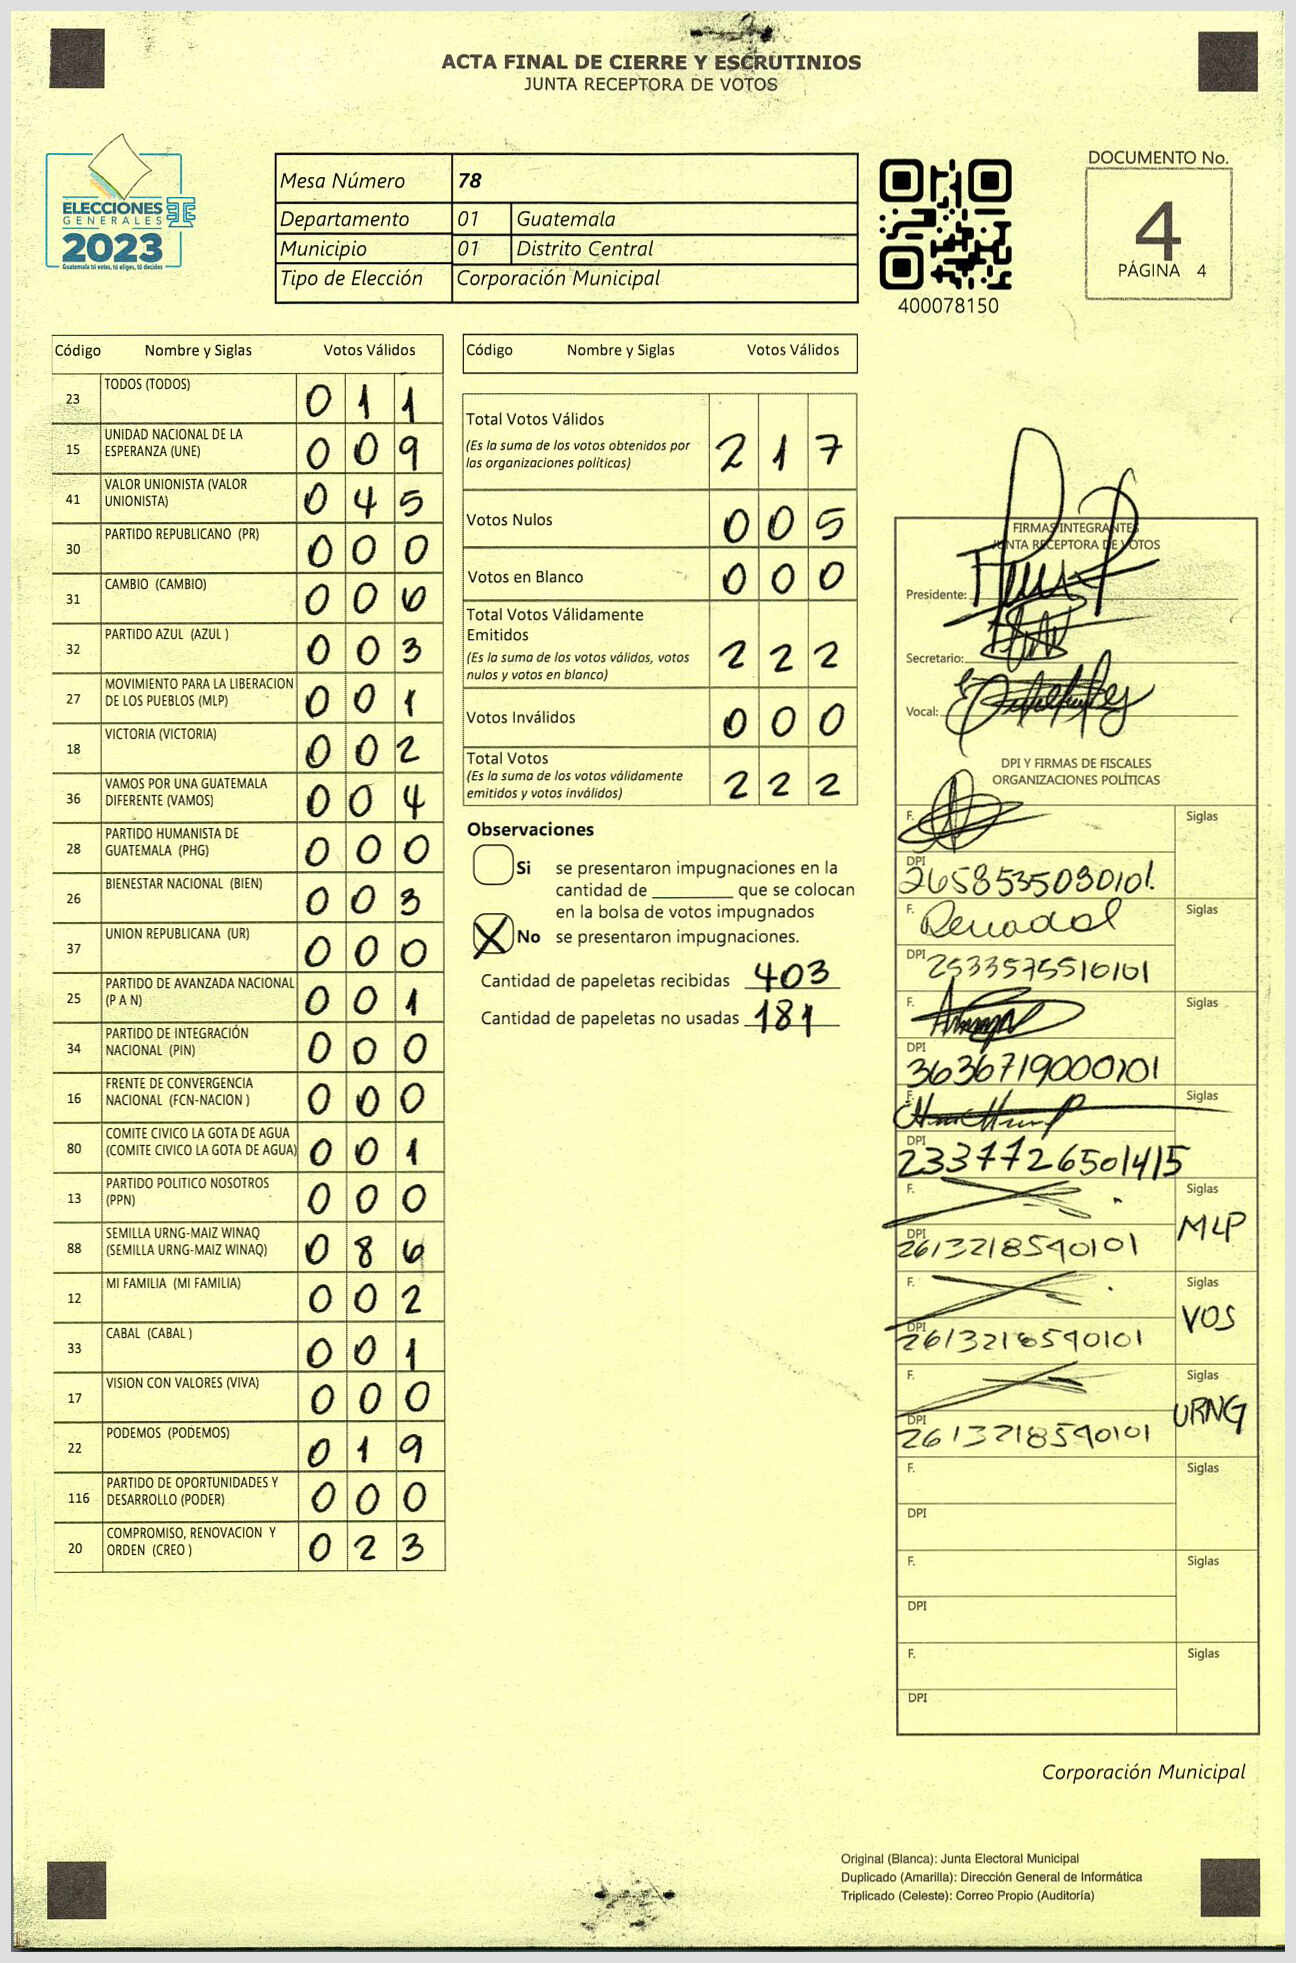 ACTA FINAL DE CIERRE Y ESCRUTINIOS
JUNTA RECEPTORA DE VOTOS
ELECCIONES
GENERALES
2023
Guatemala tú votas, tú eliges, tú decides
Mesa Número 78
Departamento 01 Guatemala
Municipio 01 Distrito Central
Tipo de Elección Corporación Municipal
400078150
DOCUMENTO No.
4
PÁGINA 4
Código Nombre y Siglas Votos Válidos
23 TODOS (TODOS) 0 1 1
15 UNIDAD NACIONAL DE LA
ESPERANZA (UNE) 0 0 9
41 VALOR UNIONISTA (VALOR
UNIONISTA) 0 4 5
30 PARTIDO REPUBLICANO (PR) 0 0 0
31 CAMBIO (CAMBIO) 0 0 6
32 PARTIDO AZUL (AZUL ) 0 0 3
27 MOVIMIENTO PARA LA LIBERACION
DE LOS PUEBLOS (MLP) 0 0 1
18 VICTORIA (VICTORIA) 0 0 2
36 VAMOS POR UNA GUATEMALA
DIFERENTE (VAMOS) 0 0 4
28 PARTIDO HUMANISTA DE
GUATEMALA (PHG) 0 0 0
26 BIENESTAR NACIONAL (BIEN) 0 0 3
37 UNION REPUBLICANA (UR) 0 0 0
25 PARTIDO DE AVANZADA NACIONAL
(P A N) 0 0 1
34 PARTIDO DE INTEGRACIÓN
NACIONAL (PIN) 0 0 0
16 FRENTE DE CONVERGENCIA
NACIONAL (FCN-NACION ) 0 0 0
80 COMITE CIVICO LA GOTA DE AGUA
(COMITE CIVICO LA GOTA DE AGUA) 0 0 1
13 PARTIDO POLITICO NOSOTROS
(PPN) 0 0 0
88 SEMILLA URNG-MAIZ WINAQ
(SEMILLA URNG-MAIZ WINAQ) 0 8 6
12 MI FAMILIA (MI FAMILIA) 0 0 2
33 CABAL (CABAL ) 0 0 1
17 VISION CON VALORES (VIVA) 0 0 0
22 PODEMOS (PODEMOS) 0 1 9
116 PARTIDO DE OPORTUNIDADES Y
DESARROLLO (PODER) 0 0 0
20 COMPROMISO, RENOVACION Y
ORDEN (CREO ) 0 2 3
Código Nombre y Siglas Votos Válidos
Total Votos Válidos
(Es la suma de los votos obtenidos por
las organizaciones políticas) 2 1 7
Votos Nulos 0 0 5
Votos en Blanco 0 0 0
Total Votos Válidamente
Emitidos
(Es la suma de los votos válidos, votos
nulos y votos en blanco) 2 2 2
Votos Inválidos 0 0 0
Total Votos
(Es la suma de los votos válidamente
emitidos y votos inválidos) 2 2 2
Observaciones
Si se presentaron impugnaciones en la
cantidad de ________ que se colocan
en la bolsa de votos impugnados
X No se presentaron impugnaciones.
Cantidad de papeletas recibidas 403
Cantidad de papeletas no usadas 181
FIRMAS INTEGRANTES
JUNTA RECEPTORA DE VOTOS
Presidente:
Secretario:
Vocal:
DPI Y FIRMAS DE FISCALES
ORGANIZACIONES POLÍTICAS
F. Siglas
DPI 2658535080101.
F. Siglas
DPI 2533575510101
F. Siglas
DPI 3636719000101
F. Siglas
DPI 2337726501415
F. Siglas MLP
DPI 2613218590101
F. Siglas VOS
DPI 2613218590101
F. Siglas URNG
DPI 2613218590101
F. Siglas
DPI
F. Siglas
DPI
F. Siglas
DPI
Corporación Municipal
Original (Blanca): Junta Electoral Municipal
Duplicado (Amarilla): Dirección General de Informática
Triplicado (Celeste): Correo Propio (Auditoría)